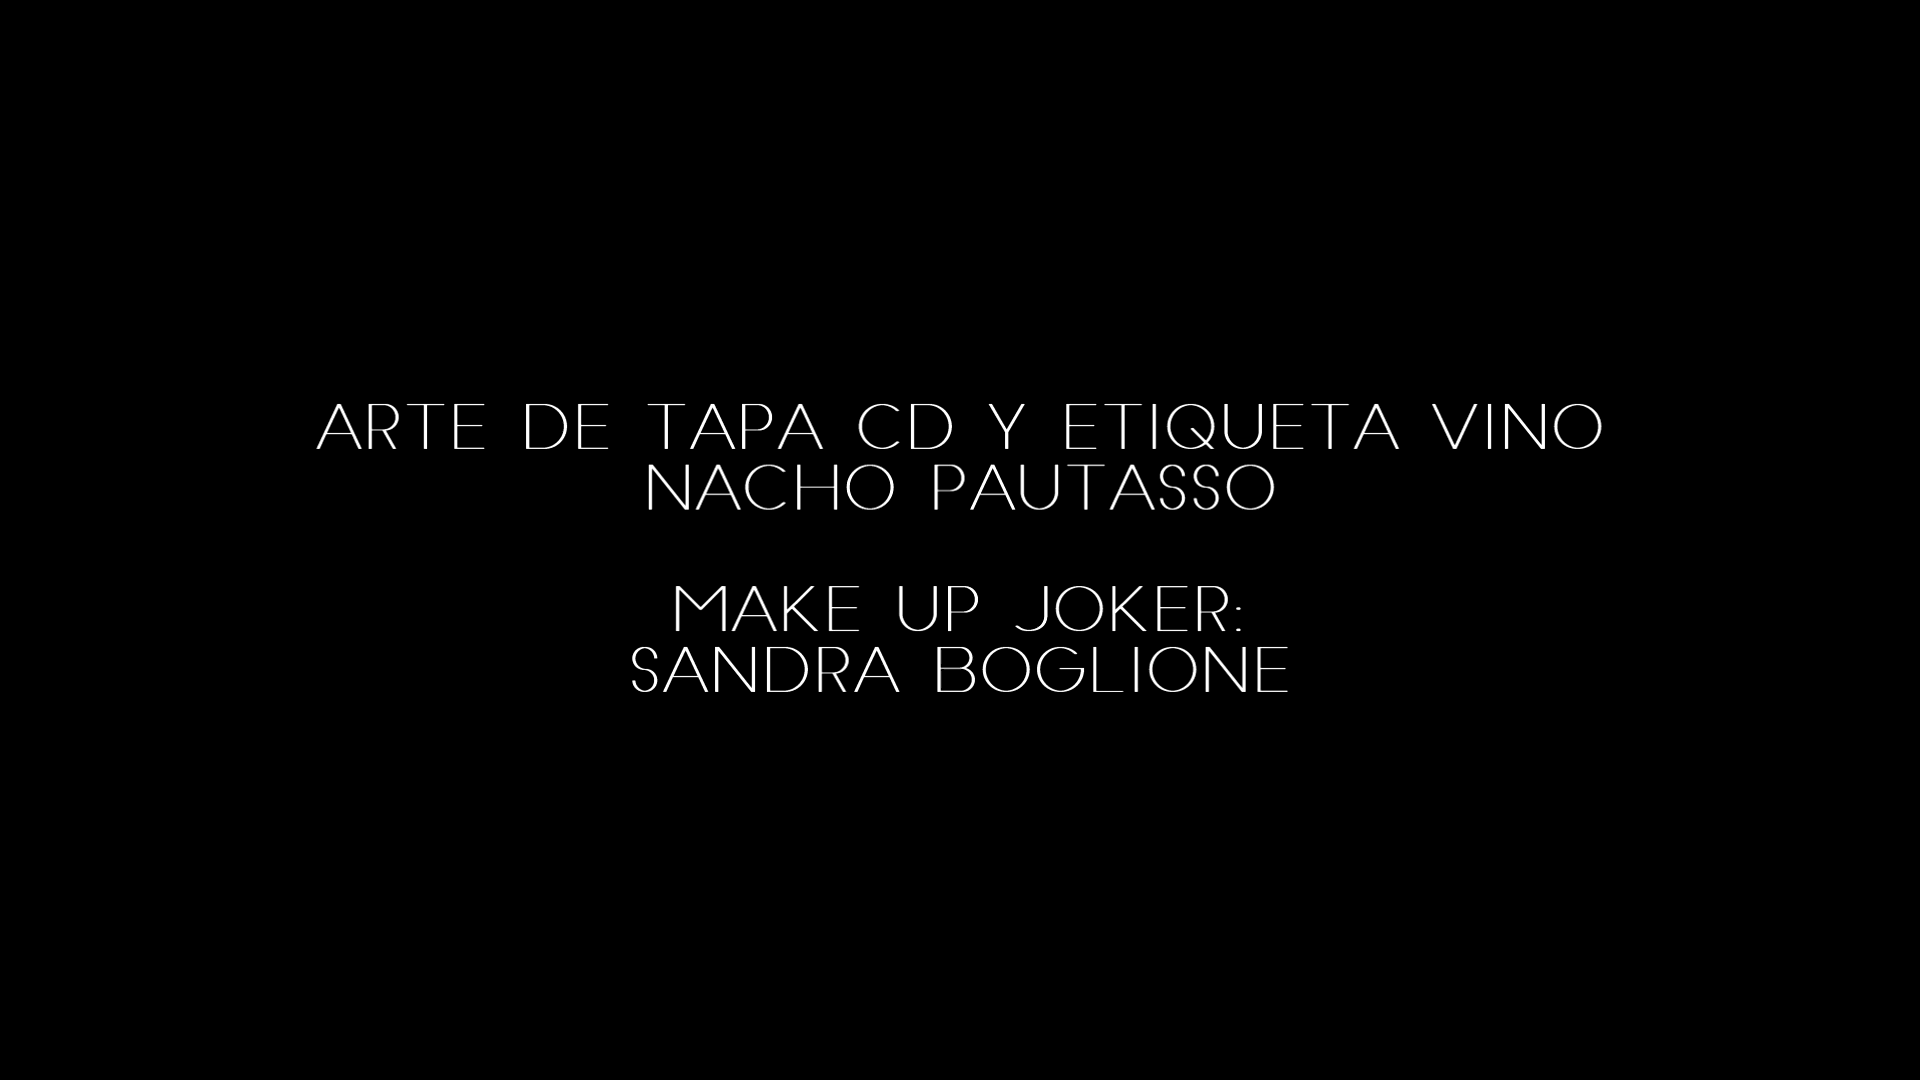 ARTE DE TAPA CD Y ETIQUETA VINO
NACHO PAUTASSO
MAKE UP JOKER:
SANDRA BOGLIONE